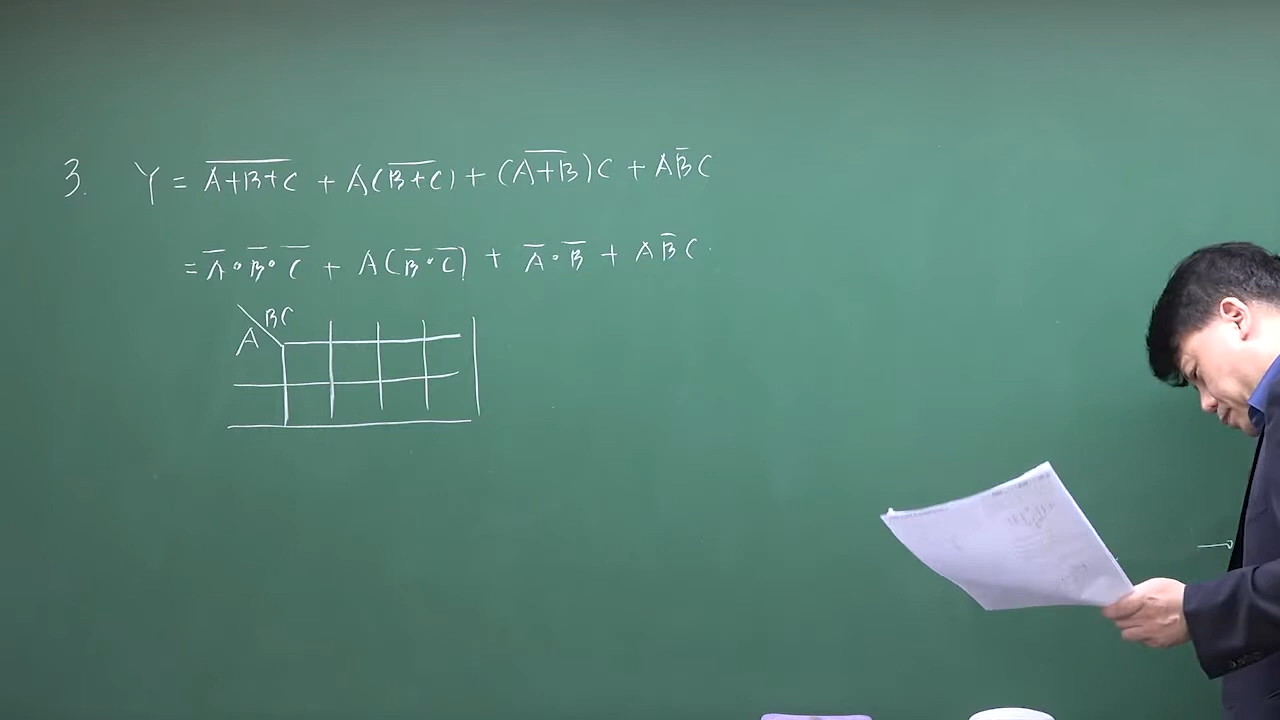 3. Y = \overline{A+B+C} + A(\overline{B+C}) + (\overline{A+B})C + A\overline{B}C
= \overline{A}∘\overline{B}∘\overline{C} + A(\overline{B}∘\overline{C}) + \overline{A}∘\overline{B} + A\overline{B}C
BC
A